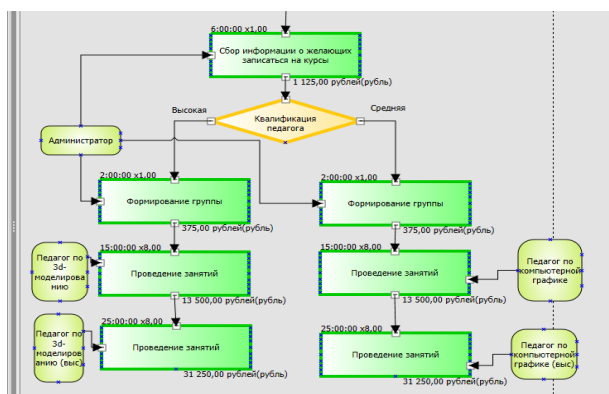 6:00:00 x1,00
Сбор информации о желающих
записаться на курсы
1 125,00 рублей(рубль)
Высокая
Средняя
Квалификация
педагога
Администратор
2:00:00 x1,00
2:00:00 x1,00
Формирование группы
Формирование группы
375,00 рублей(рубль)
375,00 рублей(рубль)
15:00:00 x8,00
15:00:00 x8,00
Педагог по
3d-
моделирова
нию
Проведение занятий
Проведение занятий
Педагог по
компьютерной
графике
13 500,00 рублей(рубль)
13 500,00 рублей(рубль)
25:00:00 x8,00
25:00:00 x8,00
Педагог по
3d-
моделиров
анию (выс)
Проведение занятий
Проведение занятий
Педагог по
компьютерной
графике (выс)
31 250,00 рублей(рубль)
31 250,00 рублей(рубль)